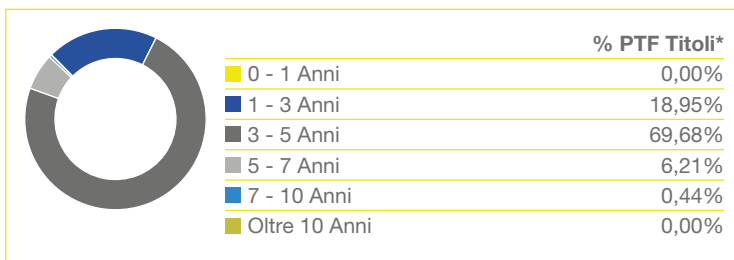 % PTF Titoli*
0 - 1 Anni 0,00%
1 - 3 Anni 18,95%
3 - 5 Anni 69,68%
5 - 7 Anni 6,21%
7 - 10 Anni 0,44%
Oltre 10 Anni 0,00%